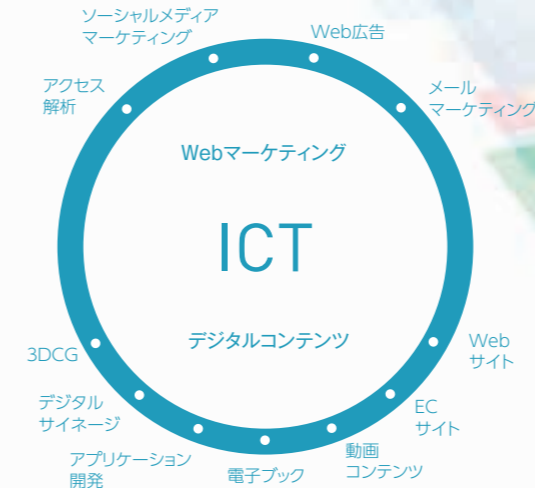 ソーシャルメディア
マーケティング
Web広告
アクセス
解析
メール
マーケティング
Webマーケティング
ICT
デジタルコンテンツ
3DCG
Web
サイト
デジタル
サイネージ
EC
サイト
アプリケーション
開発
電子ブック
動画
コンテンツ